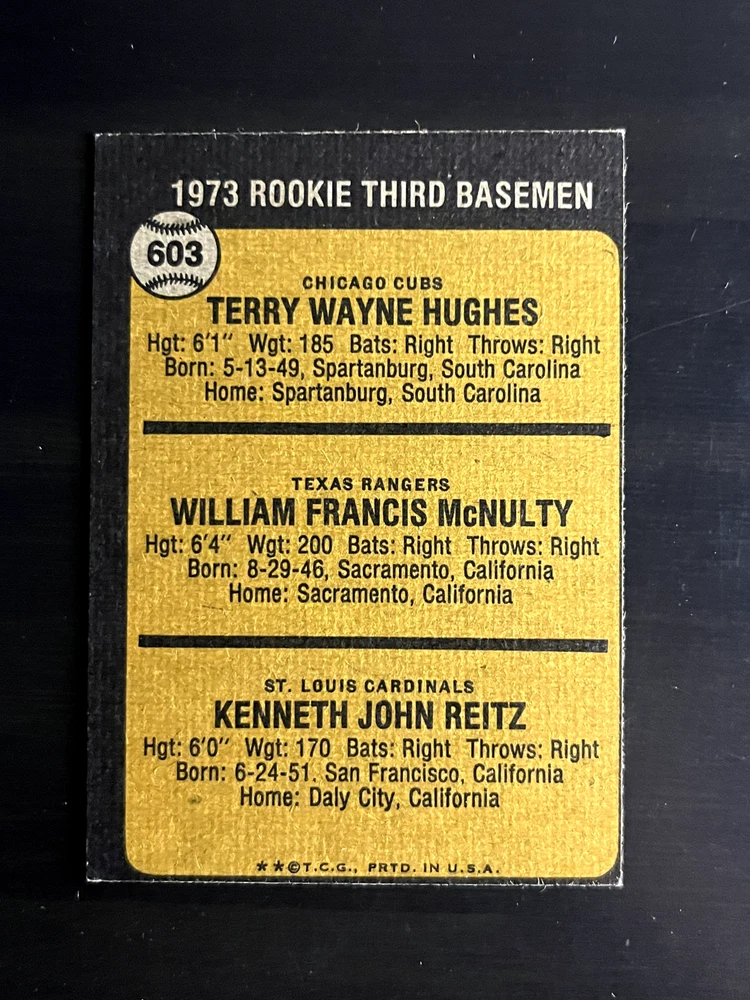 1973 ROOKIE THIRD BASEMEN
603
CHICAGO CUBS
TERRY WAYNE HUGHES
Hgt: 6'1" Wgt: 185 Bats: Right Throws: Right
Born: 5-13-49, Spartanburg, South Carolina
Home: Spartanburg, South Carolina
TEXAS RANGERS
WILLIAM FRANCIS McNULTY
Hgt: 6'4" Wgt: 200 Bats: Right Throws: Right
Born: 8-29-46, Sacramento, California
Home: Sacramento, California
ST. LOUIS CARDINALS
KENNETH JOHN REITZ
Hgt: 6'0" Wgt: 170 Bats: Right Throws: Right
Born: 6-24-51. San Francisco, California
Home: Daly City, California
★★©T.C.G., PRTD. IN U.S.A.